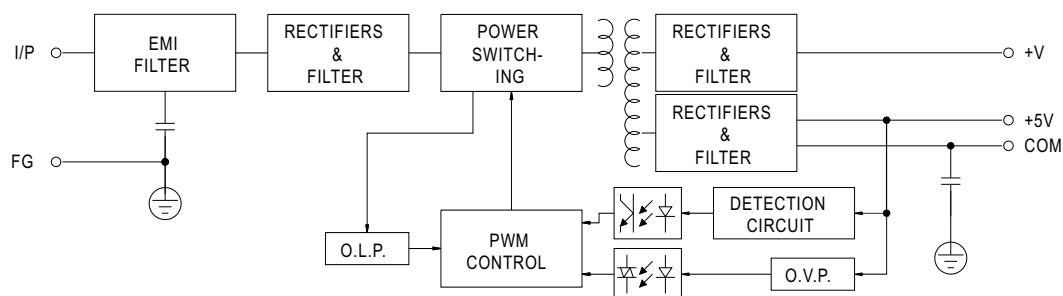 I/P
EMI
FILTER
RECTIFIERS
&
FILTER
POWER
SWITCH-
ING
RECTIFIERS
&
FILTER
+V
RECTIFIERS
&
FILTER
+5V
COM
FG
O.L.P.
PWM
CONTROL
DETECTION
CIRCUIT
O.V.P.